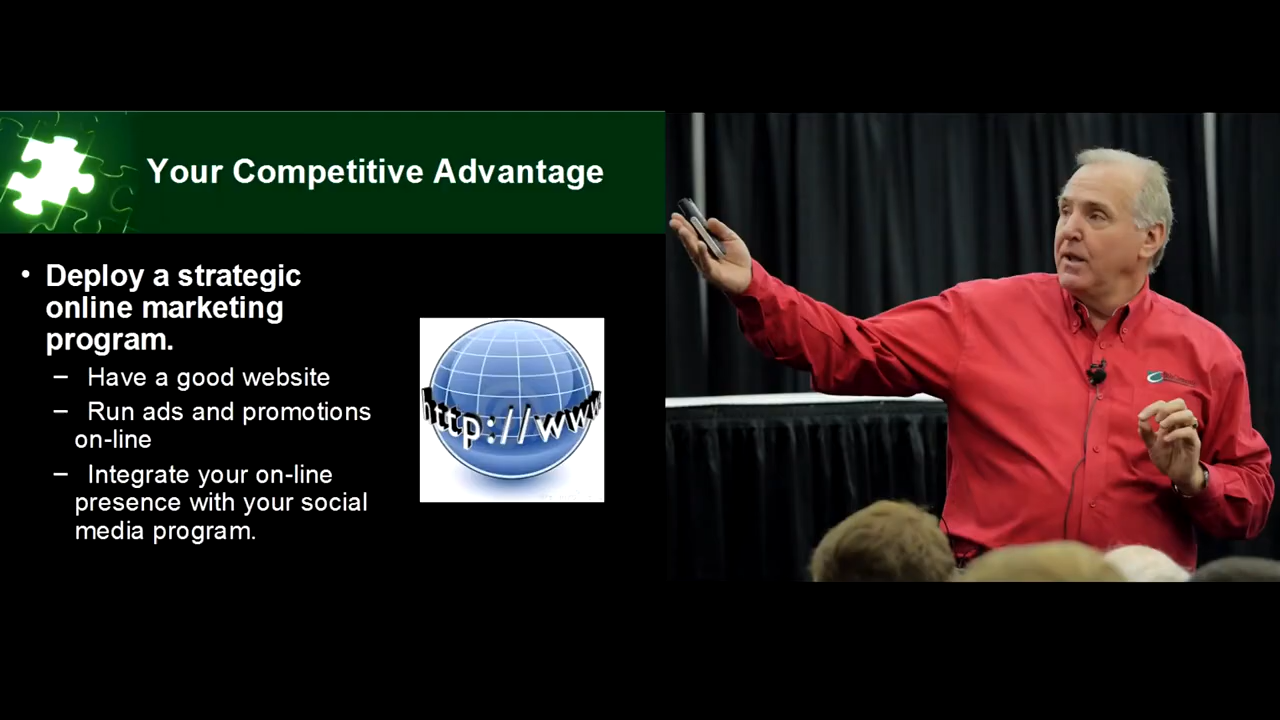 Your Competitive Advantage
• Deploy a strategic
online marketing
program.
– Have a good website
– Run ads and promotions
on-line
– Integrate your on-line
presence with your social
media program.
http://www